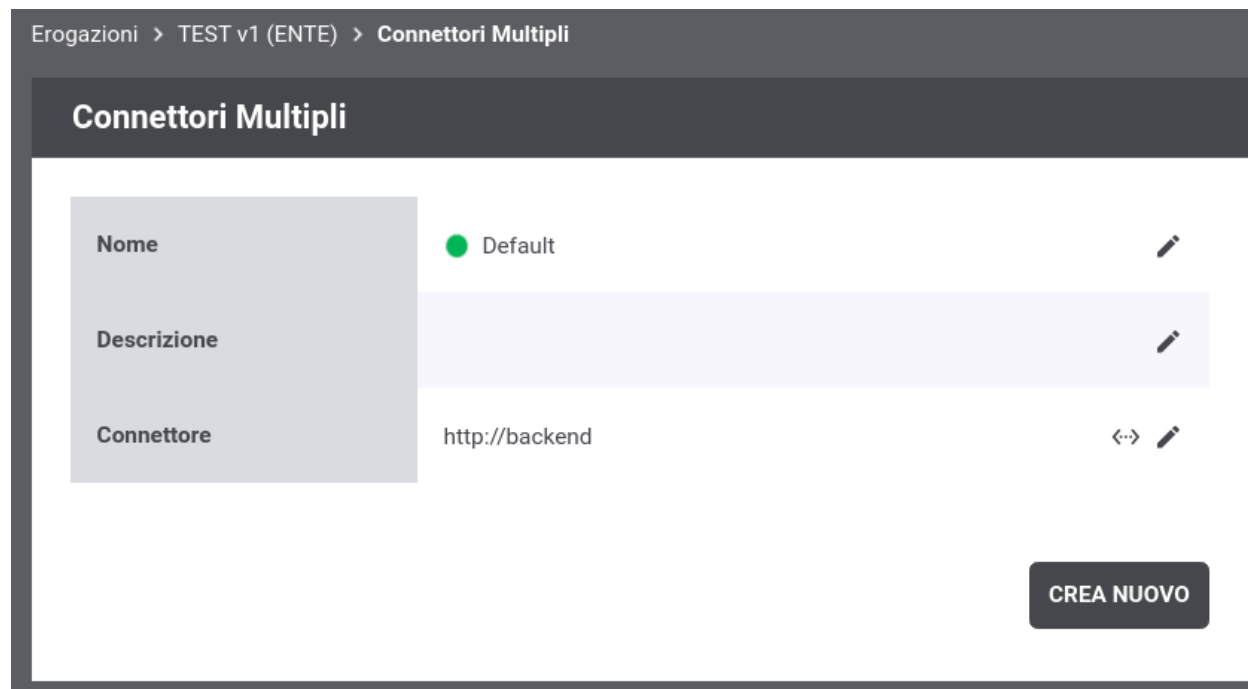 Erogazioni > TEST v1 (ENTE) > Connettori Multipli
Connettori Multipli
Nome Default
Descrizione
Connettore http://backend
CREA NUOVO